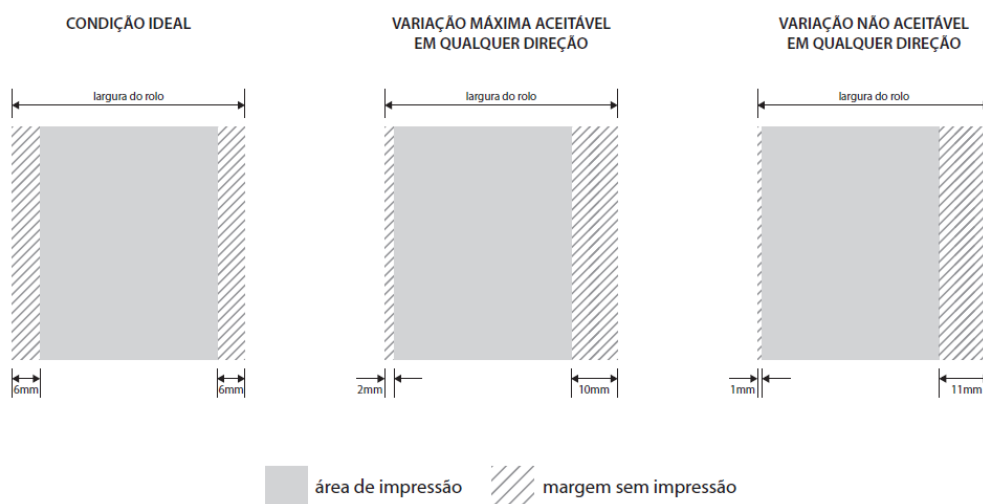 CONDIÇÃO IDEAL
VARIAÇÃO MÁXIMA ACEITÁVEL
EM QUALQUER DIREÇÃO
VARIAÇÃO NÃO ACEITÁVEL
EM QUALQUER DIREÇÃO
largura do rolo
largura do rolo
largura do rolo
6mm
6mm
2mm
10mm
1mm
11mm
área de impressão
margem sem impressão